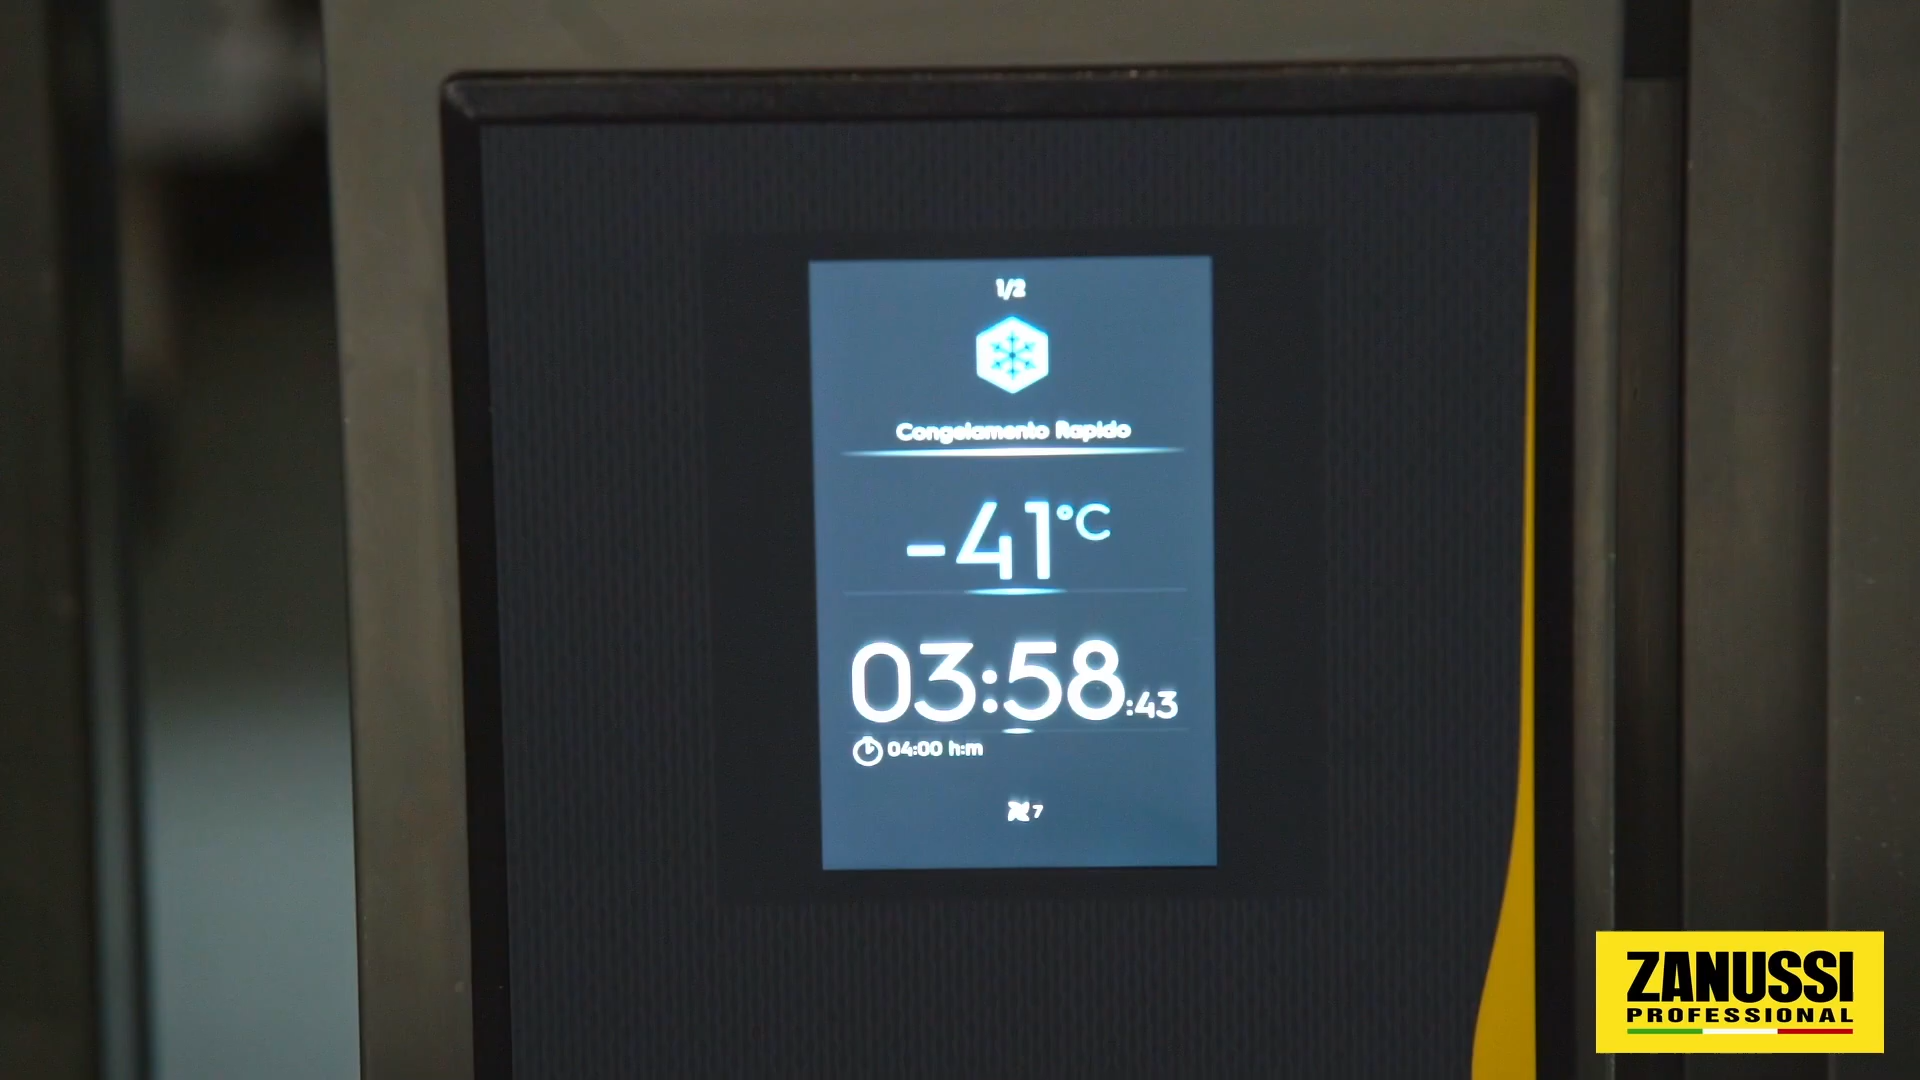 1/2
Congelamento Rapido
-41°C
03:58:43
04:00 h:m
7
ZANUSSI
PROFESSIONAL